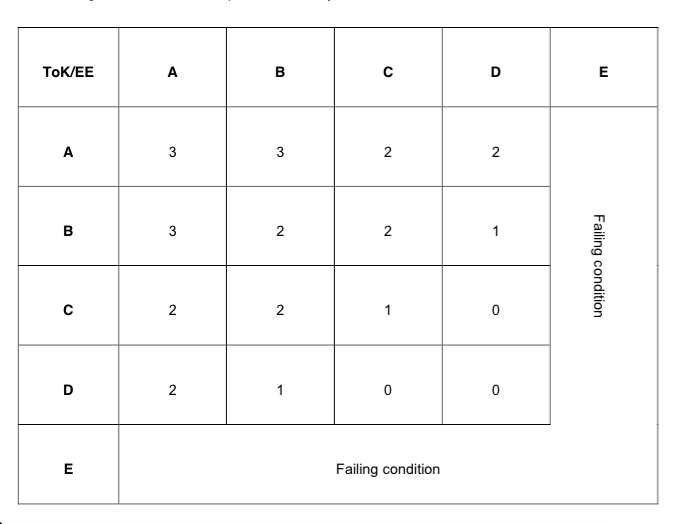 ToK/EE A B C D E
A 3 3 2 2
B 3 2 2 1
Failing condition
C 2 2 1 0
D 2 1 0 0
E Failing condition